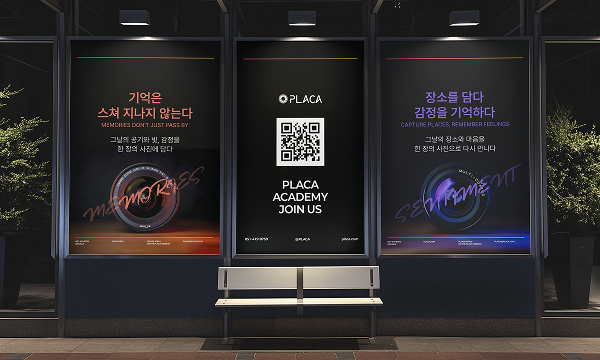 기억은
스쳐 지나지 않는다
MEMORIES DON'T JUST PASS BY
그날의 공기와 빛, 감정을
한 장의 사진에 담다
MEMORIES
PLACA
PLACA
ACADEMY
JOIN US
@PLACA
placa.com
장소를 담다
감정을 기억하다
CAPTURE PLACES, REMEMBER FEELINGS
그날의 장소와 마음을
한 장의 사진으로 다시 만나다
SENTIMENT